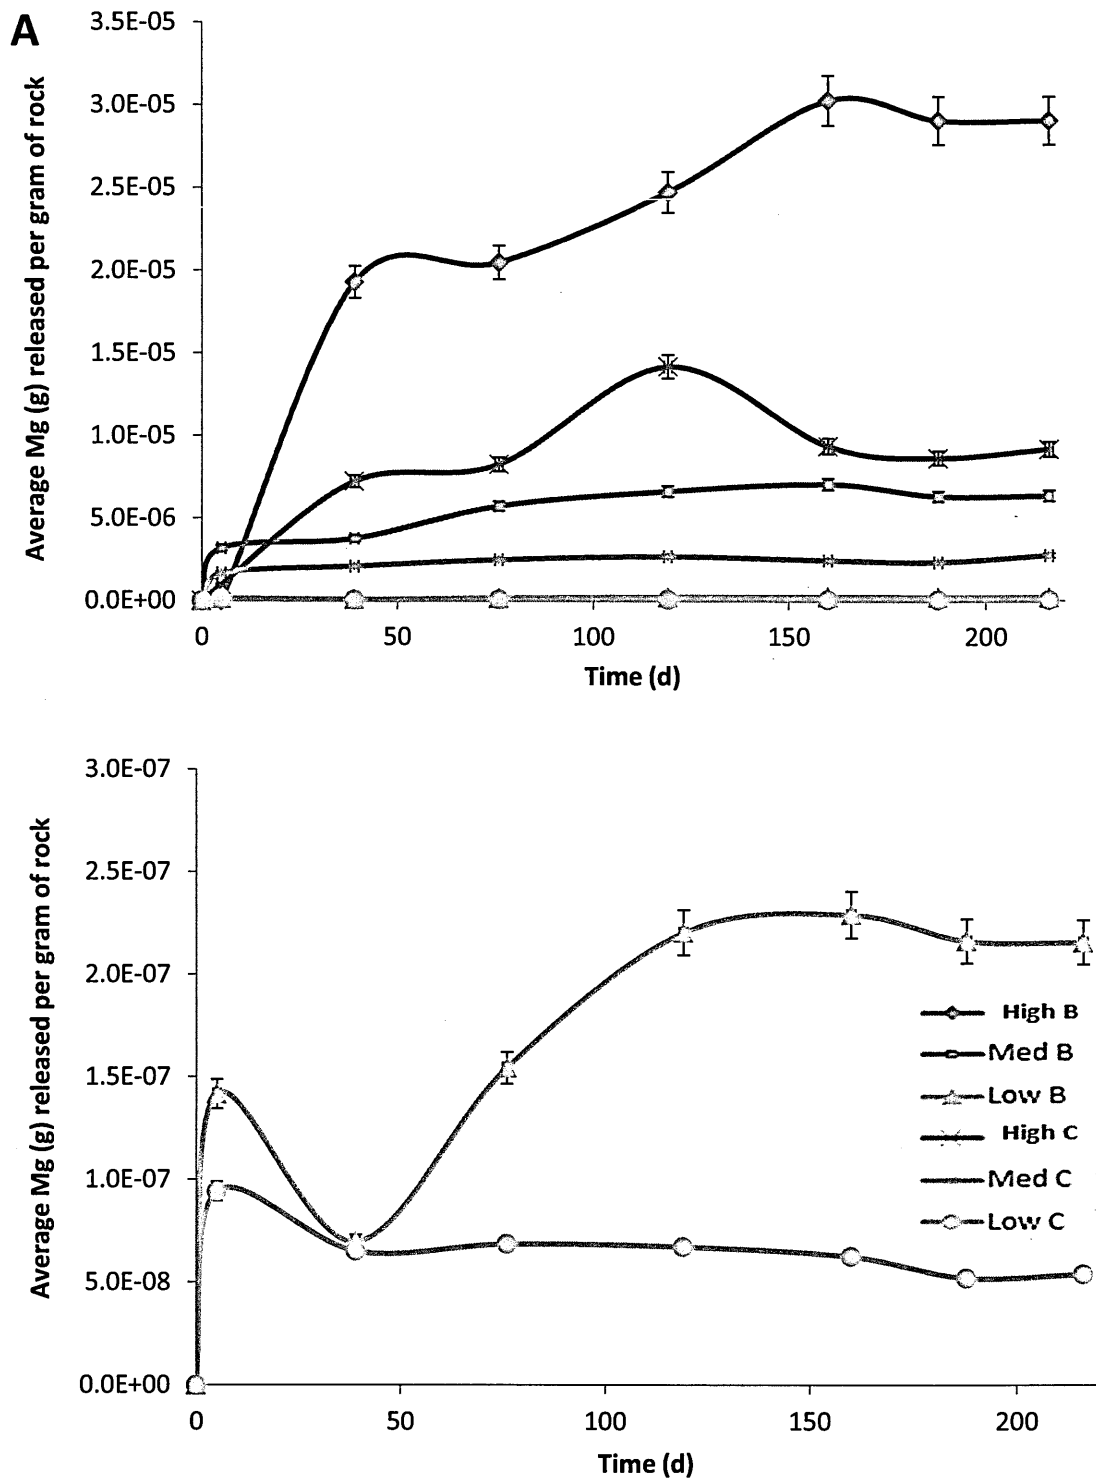 A
Average Mg (g) released per gram of rock
3.5E-05
3.0E-05
2.5E-05
2.0E-05
1.5E-05
1.0E-05
5.0E-06
0.0E+00
0 50 100 150 200
Time (d)
Average Mg (g) released per gram of rock
3.0E-07
2.5E-07
2.0E-07
1.5E-07
1.0E-07
5.0E-08
0.0E+00
High B
Med B
Low B
High C
Med C
Low C
0 50 100 150 200
Time (d)